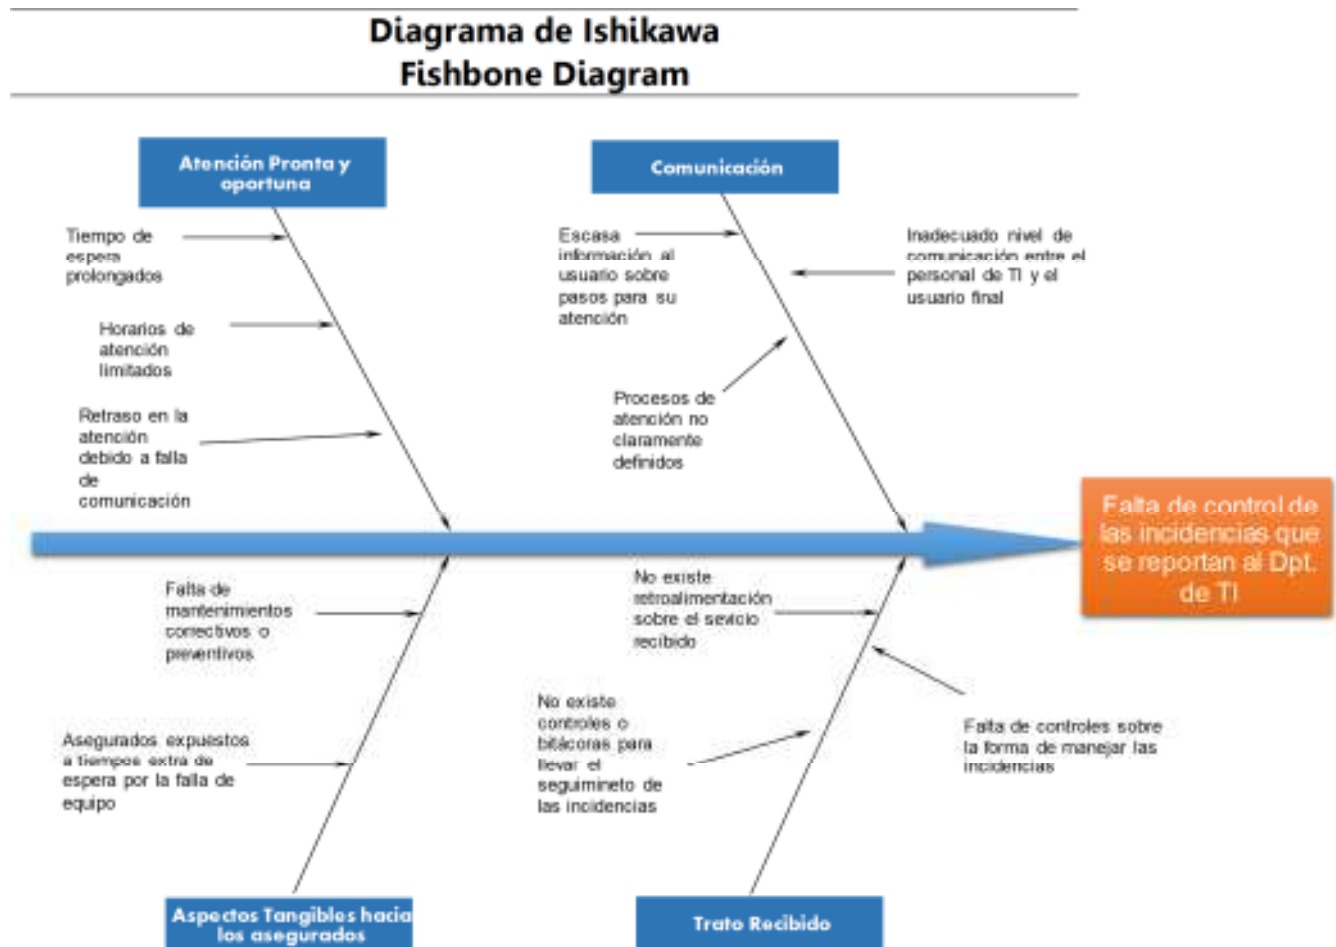 Diagrama de Ishikawa
Fishbone Diagram
Atención Pronta y
oportuna
Comunicación
Tiempo de
espera
prolongados
Horarios de
atención
limitados
Retraso en la
atención
debido a falla
de
comunicación
Escasa
información al
usuario sobre
pasos para su
atención
Inadecuado nivel de
comunicación entre el
personal de TI y el
usuario final
Procesos de
atención no
claramente
definidos
Falta de control de
las incidencias que
se reportan al Dpt.
de TI
Falta de
mantenimientos
correctivos o
preventivos
Asegurados expuestos
a tiempos extra de
espera por la falla de
equipo
No existe
retroalimentación
sobre el sevicio
recibido
No existe
controles o
bitácoras para
llevar el
seguimineto de
las incidencias
Falta de controles sobre
la forma de manejar las
incidencias
Aspectos Tangibles hacia
los asegurados
Trato Recibido